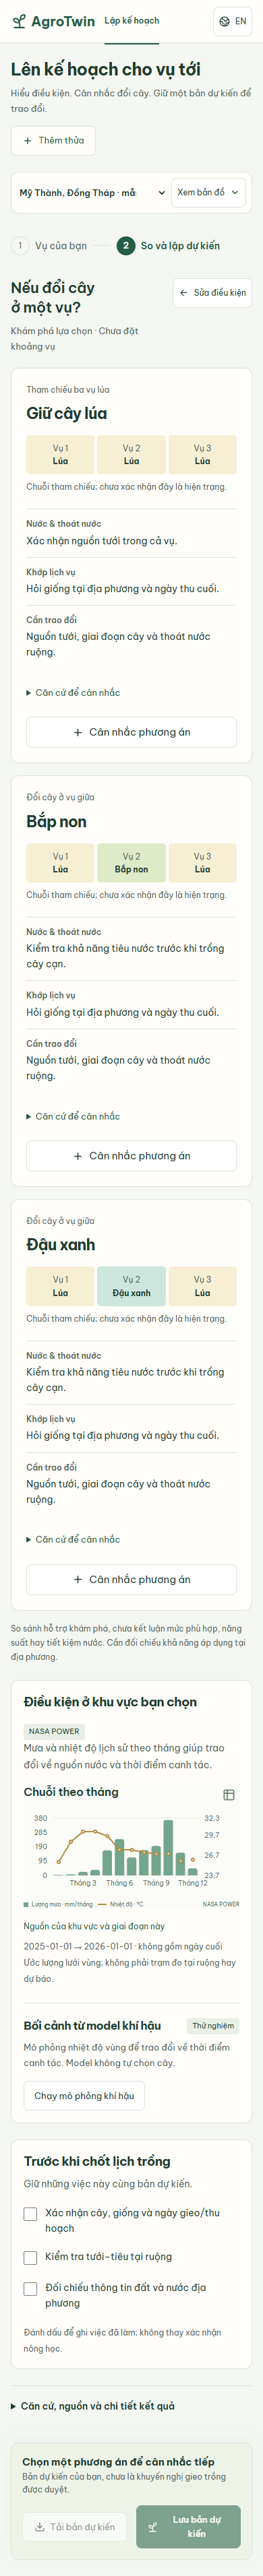 AgroTwin
Lập kế hoạch
EN
Lên kế hoạch cho vụ tới
Hiểu điều kiện. Cân nhắc đổi cây. Giữ một bản dự kiến để
trao đổi.
+ Thêm thửa
Mỹ Thành, Đồng Tháp · mẫ
Xem bản đồ
1 Vụ của bạn
2 So và lập dự kiến
Nếu đổi cây
ở một vụ?
← Sửa điều kiện
Khám phá lựa chọn · Chưa đặt
khoảng vụ
Tham chiếu ba vụ lúa
Giữ cây lúa
Vụ 1 Vụ 2 Vụ 3
Lúa Lúa Lúa
Chuỗi tham chiếu; chưa xác nhận đây là hiện trạng.
Nước & thoát nước
Xác nhận nguồn tưới trong cả vụ.
Khớp lịch vụ
Hỏi giống tại địa phương và ngày thu cuối.
Cần trao đổi
Nguồn tưới, giai đoạn cây và thoát nước
ruộng.
▶ Căn cứ để cân nhắc
+ Cân nhắc phương án
Đổi cây ở vụ giữa
Bắp non
Vụ 1 Vụ 2 Vụ 3
Lúa Bắp non Lúa
Chuỗi tham chiếu; chưa xác nhận đây là hiện trạng.
Nước & thoát nước
Kiểm tra khả năng tiêu nước trước khi trồng
cây cạn.
Khớp lịch vụ
Hỏi giống tại địa phương và ngày thu cuối.
Cần trao đổi
Nguồn tưới, giai đoạn cây và thoát nước
ruộng.
▶ Căn cứ để cân nhắc
+ Cân nhắc phương án
Đổi cây ở vụ giữa
Đậu xanh
Vụ 1 Vụ 2 Vụ 3
Lúa Đậu xanh Lúa
Chuỗi tham chiếu; chưa xác nhận đây là hiện trạng.
Nước & thoát nước
Kiểm tra khả năng tiêu nước trước khi trồng
cây cạn.
Khớp lịch vụ
Hỏi giống tại địa phương và ngày thu cuối.
Cần trao đổi
Nguồn tưới, giai đoạn cây và thoát nước
ruộng.
▶ Căn cứ để cân nhắc
+ Cân nhắc phương án
So sánh hỗ trợ khám phá, chưa kết luận mức phù hợp, năng
suất hay tiết kiệm nước. Cần đối chiếu khả năng áp dụng tại
địa phương.
Điều kiện ở khu vực bạn chọn
NASA POWER
Mưa và nhiệt độ lịch sử theo tháng giúp trao
đổi về nguồn nước và thời điểm canh tác.
Chuỗi theo tháng
380 32.3
285 29.7
190
95 26.7
0 23.7
Tháng 3 Tháng 6 Tháng 9 Tháng 12
Lượng mưa · mm/tháng Nhiệt độ · °C NASA POWER
Nguồn của khu vực và giai đoạn này
2025-01-01 → 2026-01-01 · không gồm ngày cuối
Ước lượng lưới vùng; không phải trạm đo tại ruộng hay
dự báo.
Bối cảnh từ model khí hậu
Thử nghiệm
Mô phỏng nhiệt độ vùng để trao đổi về thời điểm
canh tác. Model không tự chọn cây.
Chạy mô phỏng khí hậu
Trước khi chốt lịch trồng
Giữ những việc này cùng bản dự kiến.
Xác nhận cây, giống và ngày gieo/thu
hoạch
Kiểm tra tưới–tiêu tại ruộng
Đối chiếu thông tin đất và nước địa
phương
Đánh dấu để ghi việc đã làm; không thay xác nhận
nông học.
▶ Căn cứ, nguồn và chi tiết kết quả
Chọn một phương án để cân nhắc tiếp
Bản dự kiến của bạn, chưa là khuyến nghị gieo trồng
được duyệt.
Tải bản dự kiến
Lưu bản dự
kiến